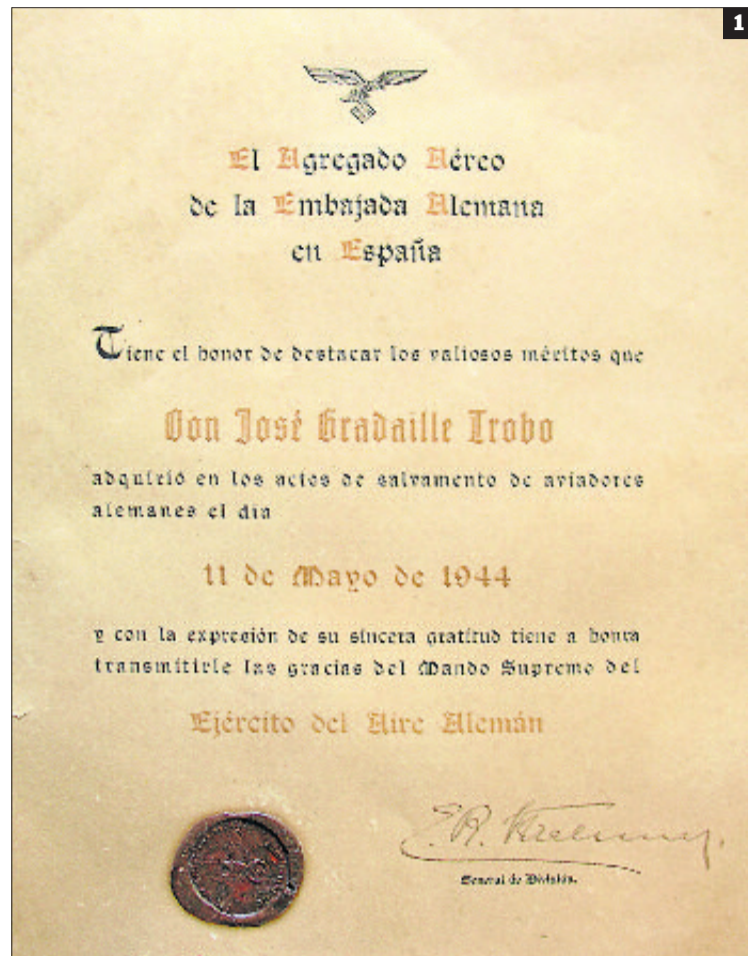 1
El Agregado Aéreo
de la Embajada Alemana
en España
Tiene el honor de destacar los valiosos méritos que
Don José Gradaille Trobo
adquirió en los actos de salvamento de aviadores
alemanes el día
11 de Mayo de 1944
y con la expresión de su sincera gratitud tiene a honra
transmitirle las gracias del Mando Supremo del
Ejército del Aire Alemán
E. R.
General de División.